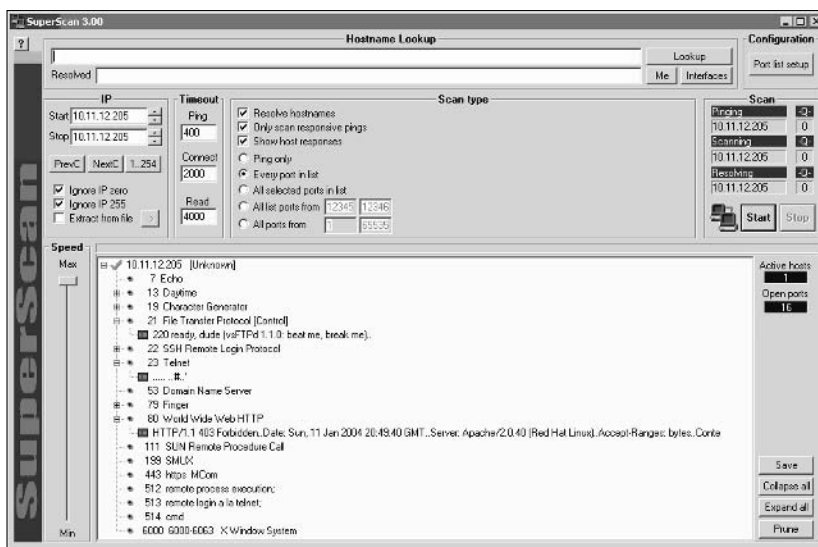 SuperScan 3.00
Hostname Lookup
Configuration
?
Lookup
Port list setup
Resolved
Me
Interfaces
IP
Timeout
Scan type
Scan
Start 10.11.12.205
Stop 10.11.12.205
PrevC
NextC
1..254
Ignore IP zero
Ignore IP 255
Extract from file
Ping
400
Connect
2000
Read
4000
Resolve hostnames
Only scan responsive pings
Show host responses
Ping only
Every port in list
All selected ports in list
All list ports from 12345 12346
All ports from 1 65535
Pinging
10.11.12.205 0
Scanning
10.11.12.205 0
Resolving
10.11.12.205 0
Start
Stop
Speed
Max
Min
SuperScan
10.11.12.205 [Unknown]
7 Echo
13 Daytime
19 Character Generator
21 File Transfer Protocol [Control]
220 ready, dude (vsFTPd 1.1.0: beat me, break me)..
22 SSH Remote Login Protocol
23 Telnet
...... ..#..'
53 Domain Name Server
79 Finger
80 World Wide Web HTTP
HTTP/1.1 403 Forbidden..Date: Sun, 11 Jan 2004 20:49:40 GMT..Server: Apache/2.0.40 (Red Hat Linux)..Accept-Ranges: bytes..Conte
111 SUN Remote Procedure Call
199 SMUX
443 https MCom
512 remote process execution;
513 remote login a la telnet;
514 cmd
6000 6000-6063 X Window System
Active hosts
1
Open ports
16
Save
Collapse all
Expand all
Prune